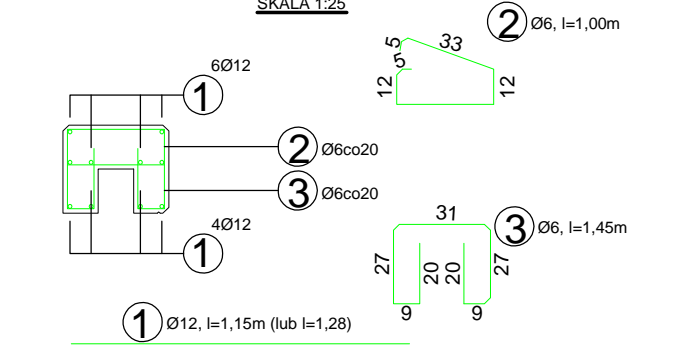 SKALA 1:25
2 Ø6, l=1,00m
5
33
5
12
12
6Ø12
1
2 Ø6co20
3 Ø6co20
4Ø12
1
31
3 Ø6, l=1,45m
27
20
20
27
9
9
1 Ø12, l=1,15m (lub l=1,28)